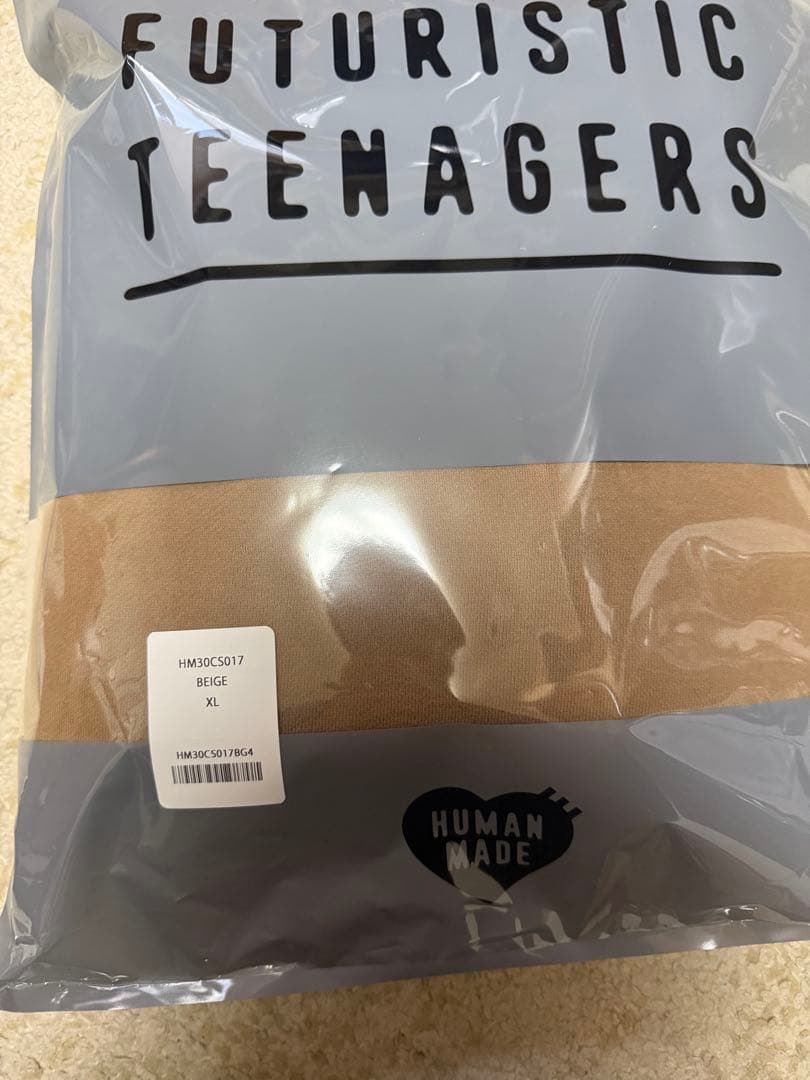 FUTURISTIC
TEENAGERS
HM30CS017
BEIGE
XL
HM30CS017BG4
HUMAN
MADE